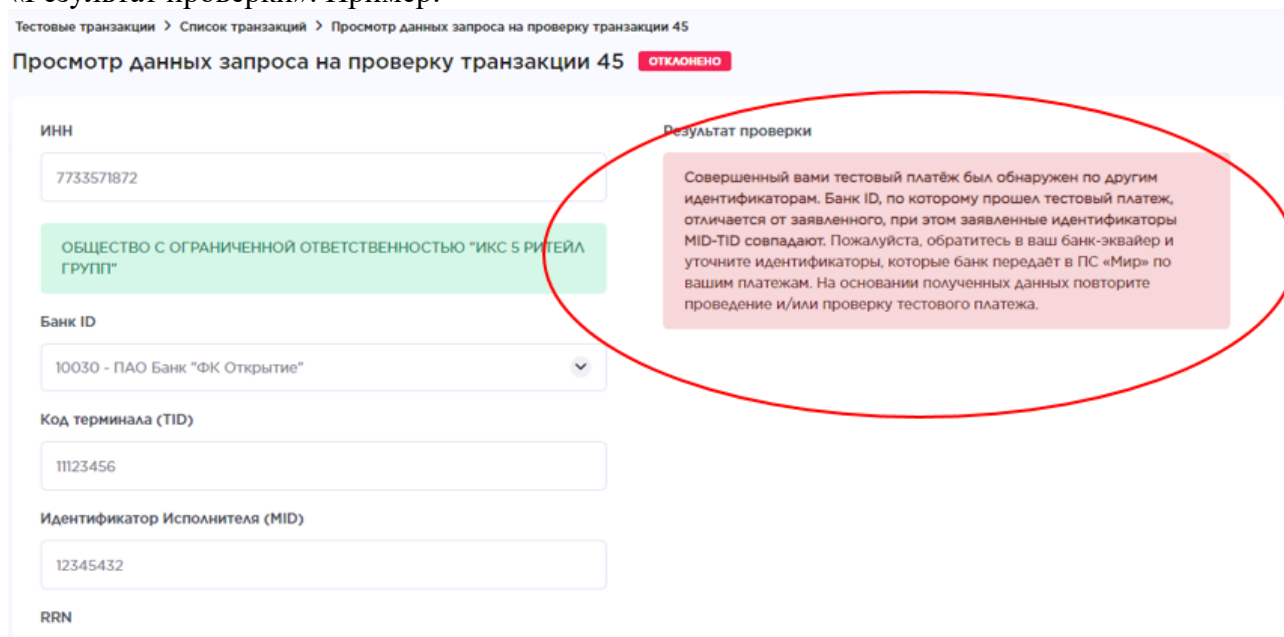 «Результат проверки». Пример:
Тестовые транзакции > Список транзакций > Просмотр данных запроса на проверку транзакции 45
Просмотр данных запроса на проверку транзакции 45 ОТКЛОНЕНО
ИНН
7733571872
ОБЩЕСТВО С ОГРАНИЧЕННОЙ ОТВЕТСТВЕННОСТЬЮ "ИКС 5 РИТЕЙЛ
ГРУПП"
Банк ID
10030 - ПАО Банк "ФК Открытие"
Код терминала (TID)
11123456
Идентификатор Исполнителя (MID)
12345432
RRN
Результат проверки
Совершенный вами тестовый платёж был обнаружен по другим
идентификаторам. Банк ID, по которому прошел тестовый платеж,
отличается от заявленного, при этом заявленные идентификаторы
MID-TID совпадают. Пожалуйста, обратитесь в ваш банк-эквайер и
уточните идентификаторы, которые банк передаёт в ПС «Мир» по
вашим платежам. На основании полученных данных повторите
проведение и/или проверку тестового платежа.